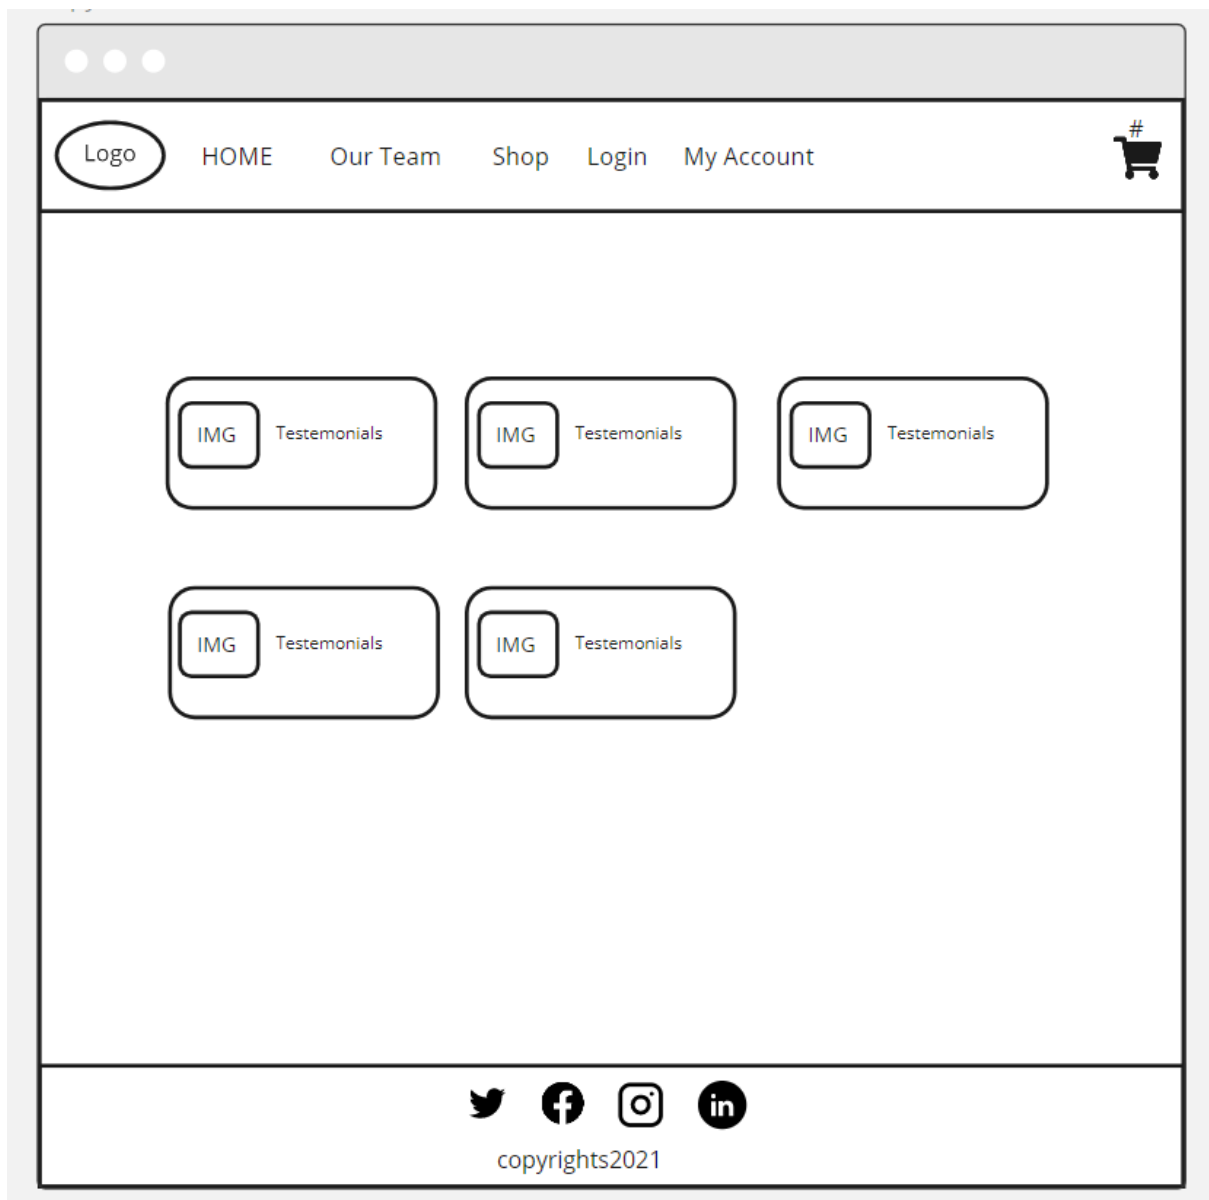 #
Logo HOME Our Team Shop Login My Account
IMG Testemonials IMG Testemonials IMG Testemonials
IMG Testemonials IMG Testemonials
in
copyrights2021